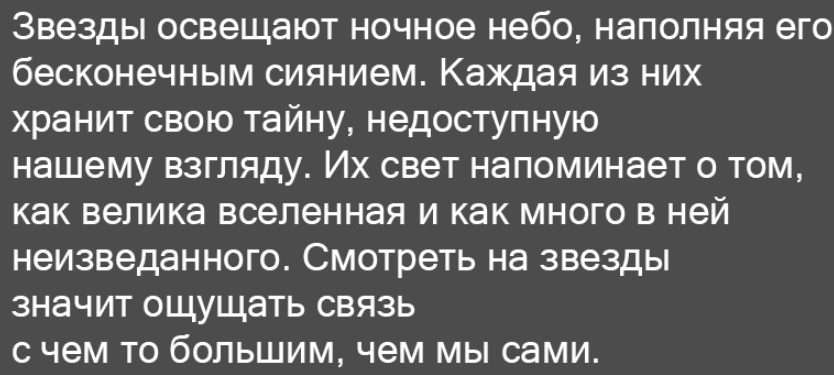 Звезды освещают ночное небо, наполняя его
бесконечным сиянием. Каждая из них
хранит свою тайну, недоступную
нашему взгляду. Их свет напоминает о том,
как велика вселенная и как много в ней
неизведанного. Смотреть на звезды
значит ощущать связь
с чем то большим, чем мы сами.